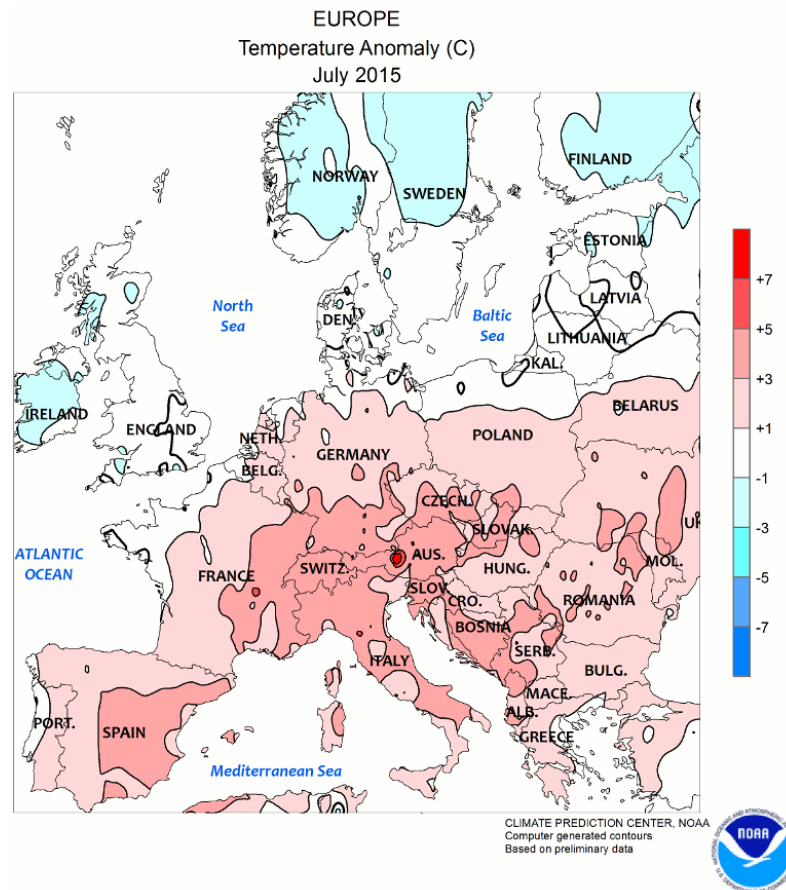 EUROPE
Temperature Anomaly (C)
July 2015
NORWAY
SWEDEN
FINLAND
ESTONIA
LATVIA
LITHUANIA
KAL.
North
Sea
Baltic
Sea
DEN.
IRELAND
ENGLAND
NETH.
BELG.
GERMANY
POLAND
BELARUS
CZECH.
SLOVAK.
UR
ATLANTIC
OCEAN
FRANCE
SWITZ.
AUS.
HUNG.
MOL.
SLOV.
CRO.
ROMANIA
BOSNIA
SERB.
ITALY
BULG.
MACE.
ALB.
GREECE
PORT.
SPAIN
Mediterranean Sea
+7
+5
+3
+1
-1
-3
-5
-7
CLIMATE PREDICTION CENTER, NOAA
Computer generated contours
Based on preliminary data
NOAA